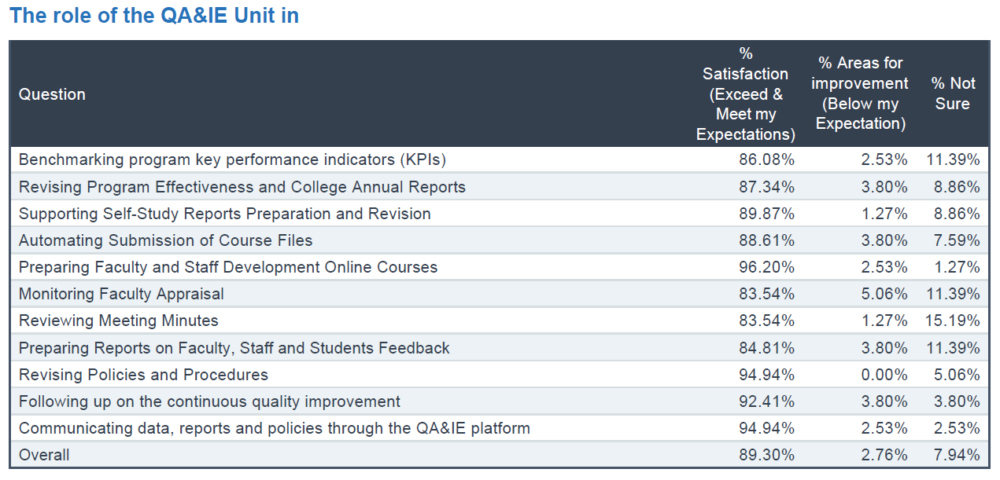 The role of the QA&IE Unit in
Question
%
Satisfaction
(Exceed &
Meet my
Expectations)
% Areas for
improvement
(Below my
Expectation)
% Not
Sure
Benchmarking program key performance indicators (KPIs) 86.08% 2.53% 11.39%
Revising Program Effectiveness and College Annual Reports 87.34% 3.80% 8.86%
Supporting Self-Study Reports Preparation and Revision 89.87% 1.27% 8.86%
Automating Submission of Course Files 88.61% 3.80% 7.59%
Preparing Faculty and Staff Development Online Courses 96.20% 2.53% 1.27%
Monitoring Faculty Appraisal 83.54% 5.06% 11.39%
Reviewing Meeting Minutes 83.54% 1.27% 15.19%
Preparing Reports on Faculty, Staff and Students Feedback 84.81% 3.80% 11.39%
Revising Policies and Procedures 94.94% 0.00% 5.06%
Following up on the continuous quality improvement 92.41% 3.80% 3.80%
Communicating data, reports and policies through the QA&IE platform 94.94% 2.53% 2.53%
Overall 89.30% 2.76% 7.94%